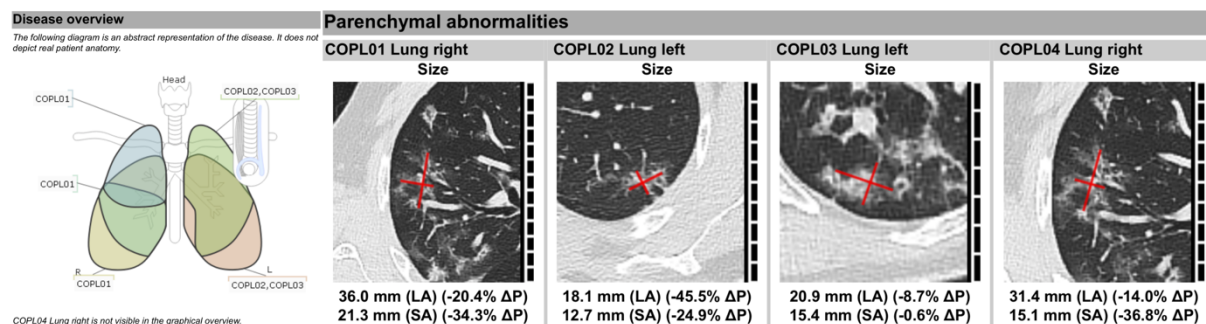 Disease overview
The following diagram is an abstract representation of the disease. It does not
depict real patient anatomy.
Head
COPL01
COPL02,COPL03
COPL01
R
L
COPL01
COPL02,COPL03
COPL04 Lung right is not visible in the graphical overview.
Parenchymal abnormalities
COPL01 Lung right
COPL02 Lung left
COPL03 Lung left
COPL04 Lung right
Size
Size
Size
Size
36.0 mm (LA) (-20.4% ΔP)
18.1 mm (LA) (-45.5% ΔP)
20.9 mm (LA) (-8.7% ΔP)
31.4 mm (LA) (-14.0% ΔP)
21.3 mm (SA) (-34.3% ΔP)
12.7 mm (SA) (-24.9% ΔP)
15.4 mm (SA) (-0.6% ΔP)
15.1 mm (SA) (-36.8% ΔP)